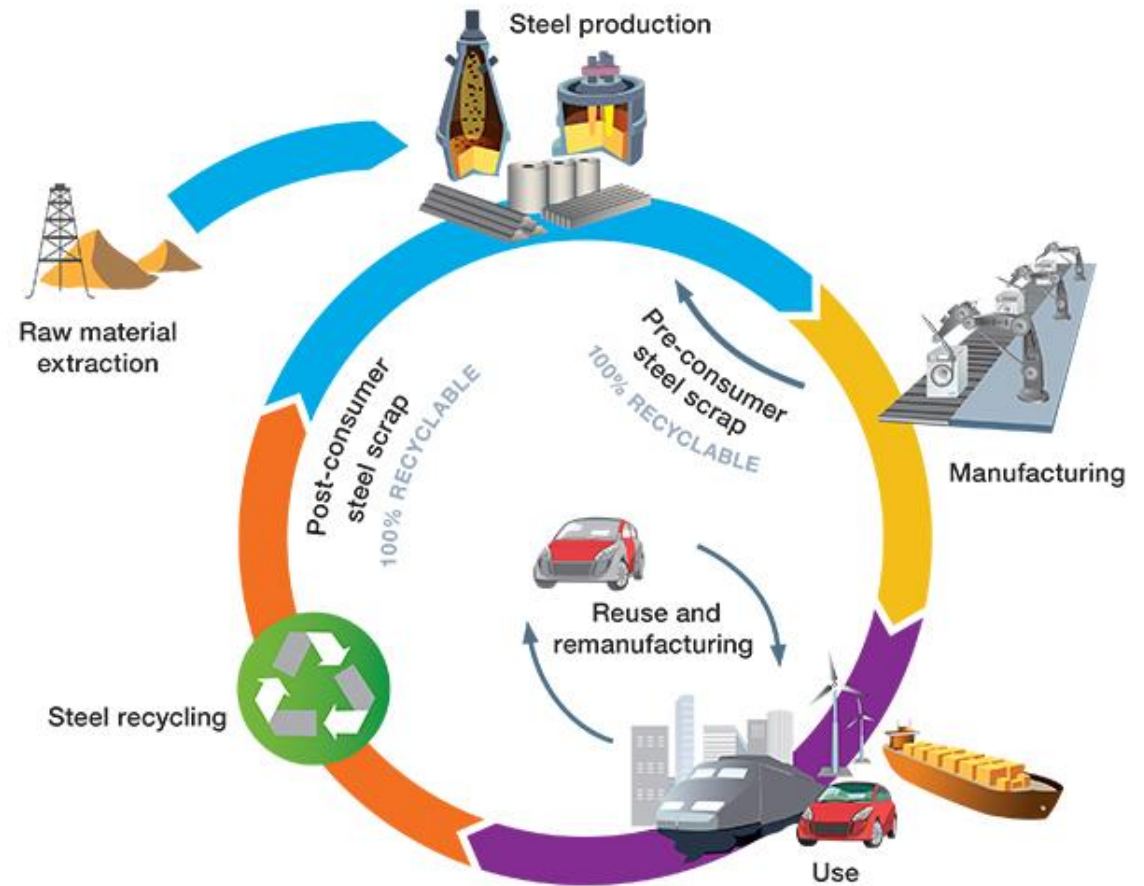 Steel production
Raw material
extraction
Pre-consumer
steel scrap
100% RECYCLABLE
Manufacturing
Post-consumer
steel scrap
100% RECYCLABLE
Reuse and
remanufacturing
Steel recycling
Use